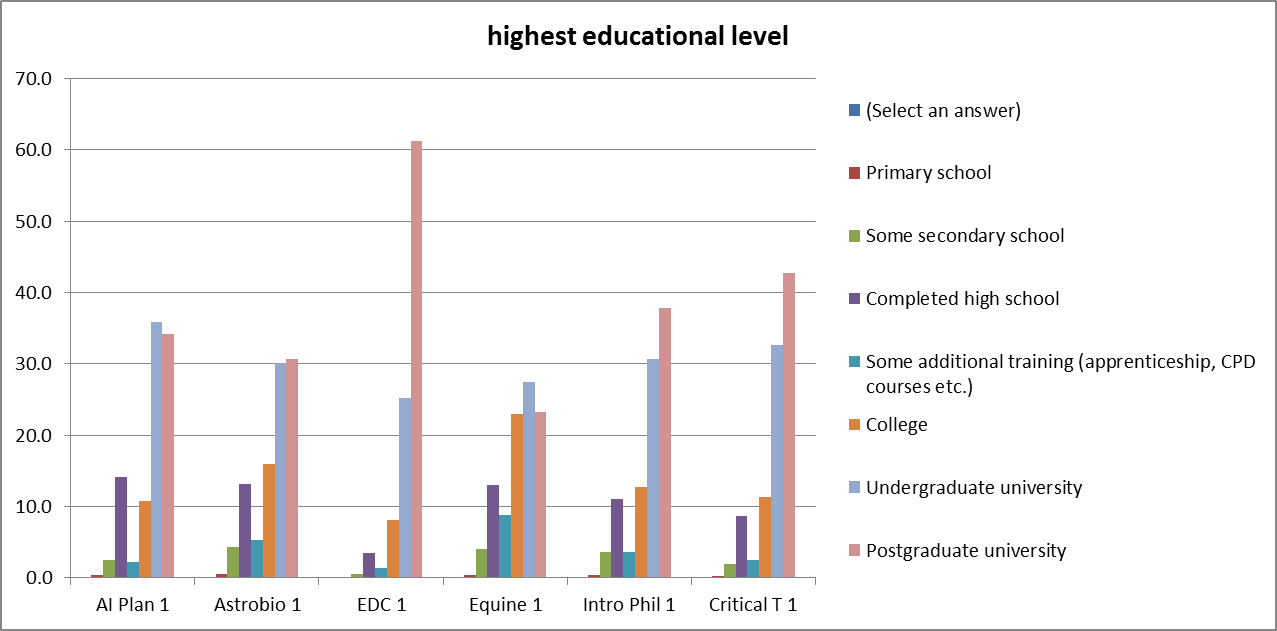 highest educational level
70.0
60.0
50.0
40.0
30.0
20.0
10.0
0.0
AI Plan 1
Astrobio 1
EDC 1
Equine 1
Intro Phil 1
Critical T 1
(Select an answer)
Primary school
Some secondary school
Completed high school
Some additional training (apprenticeship, CPD
courses etc.)
College
Undergraduate university
Postgraduate university